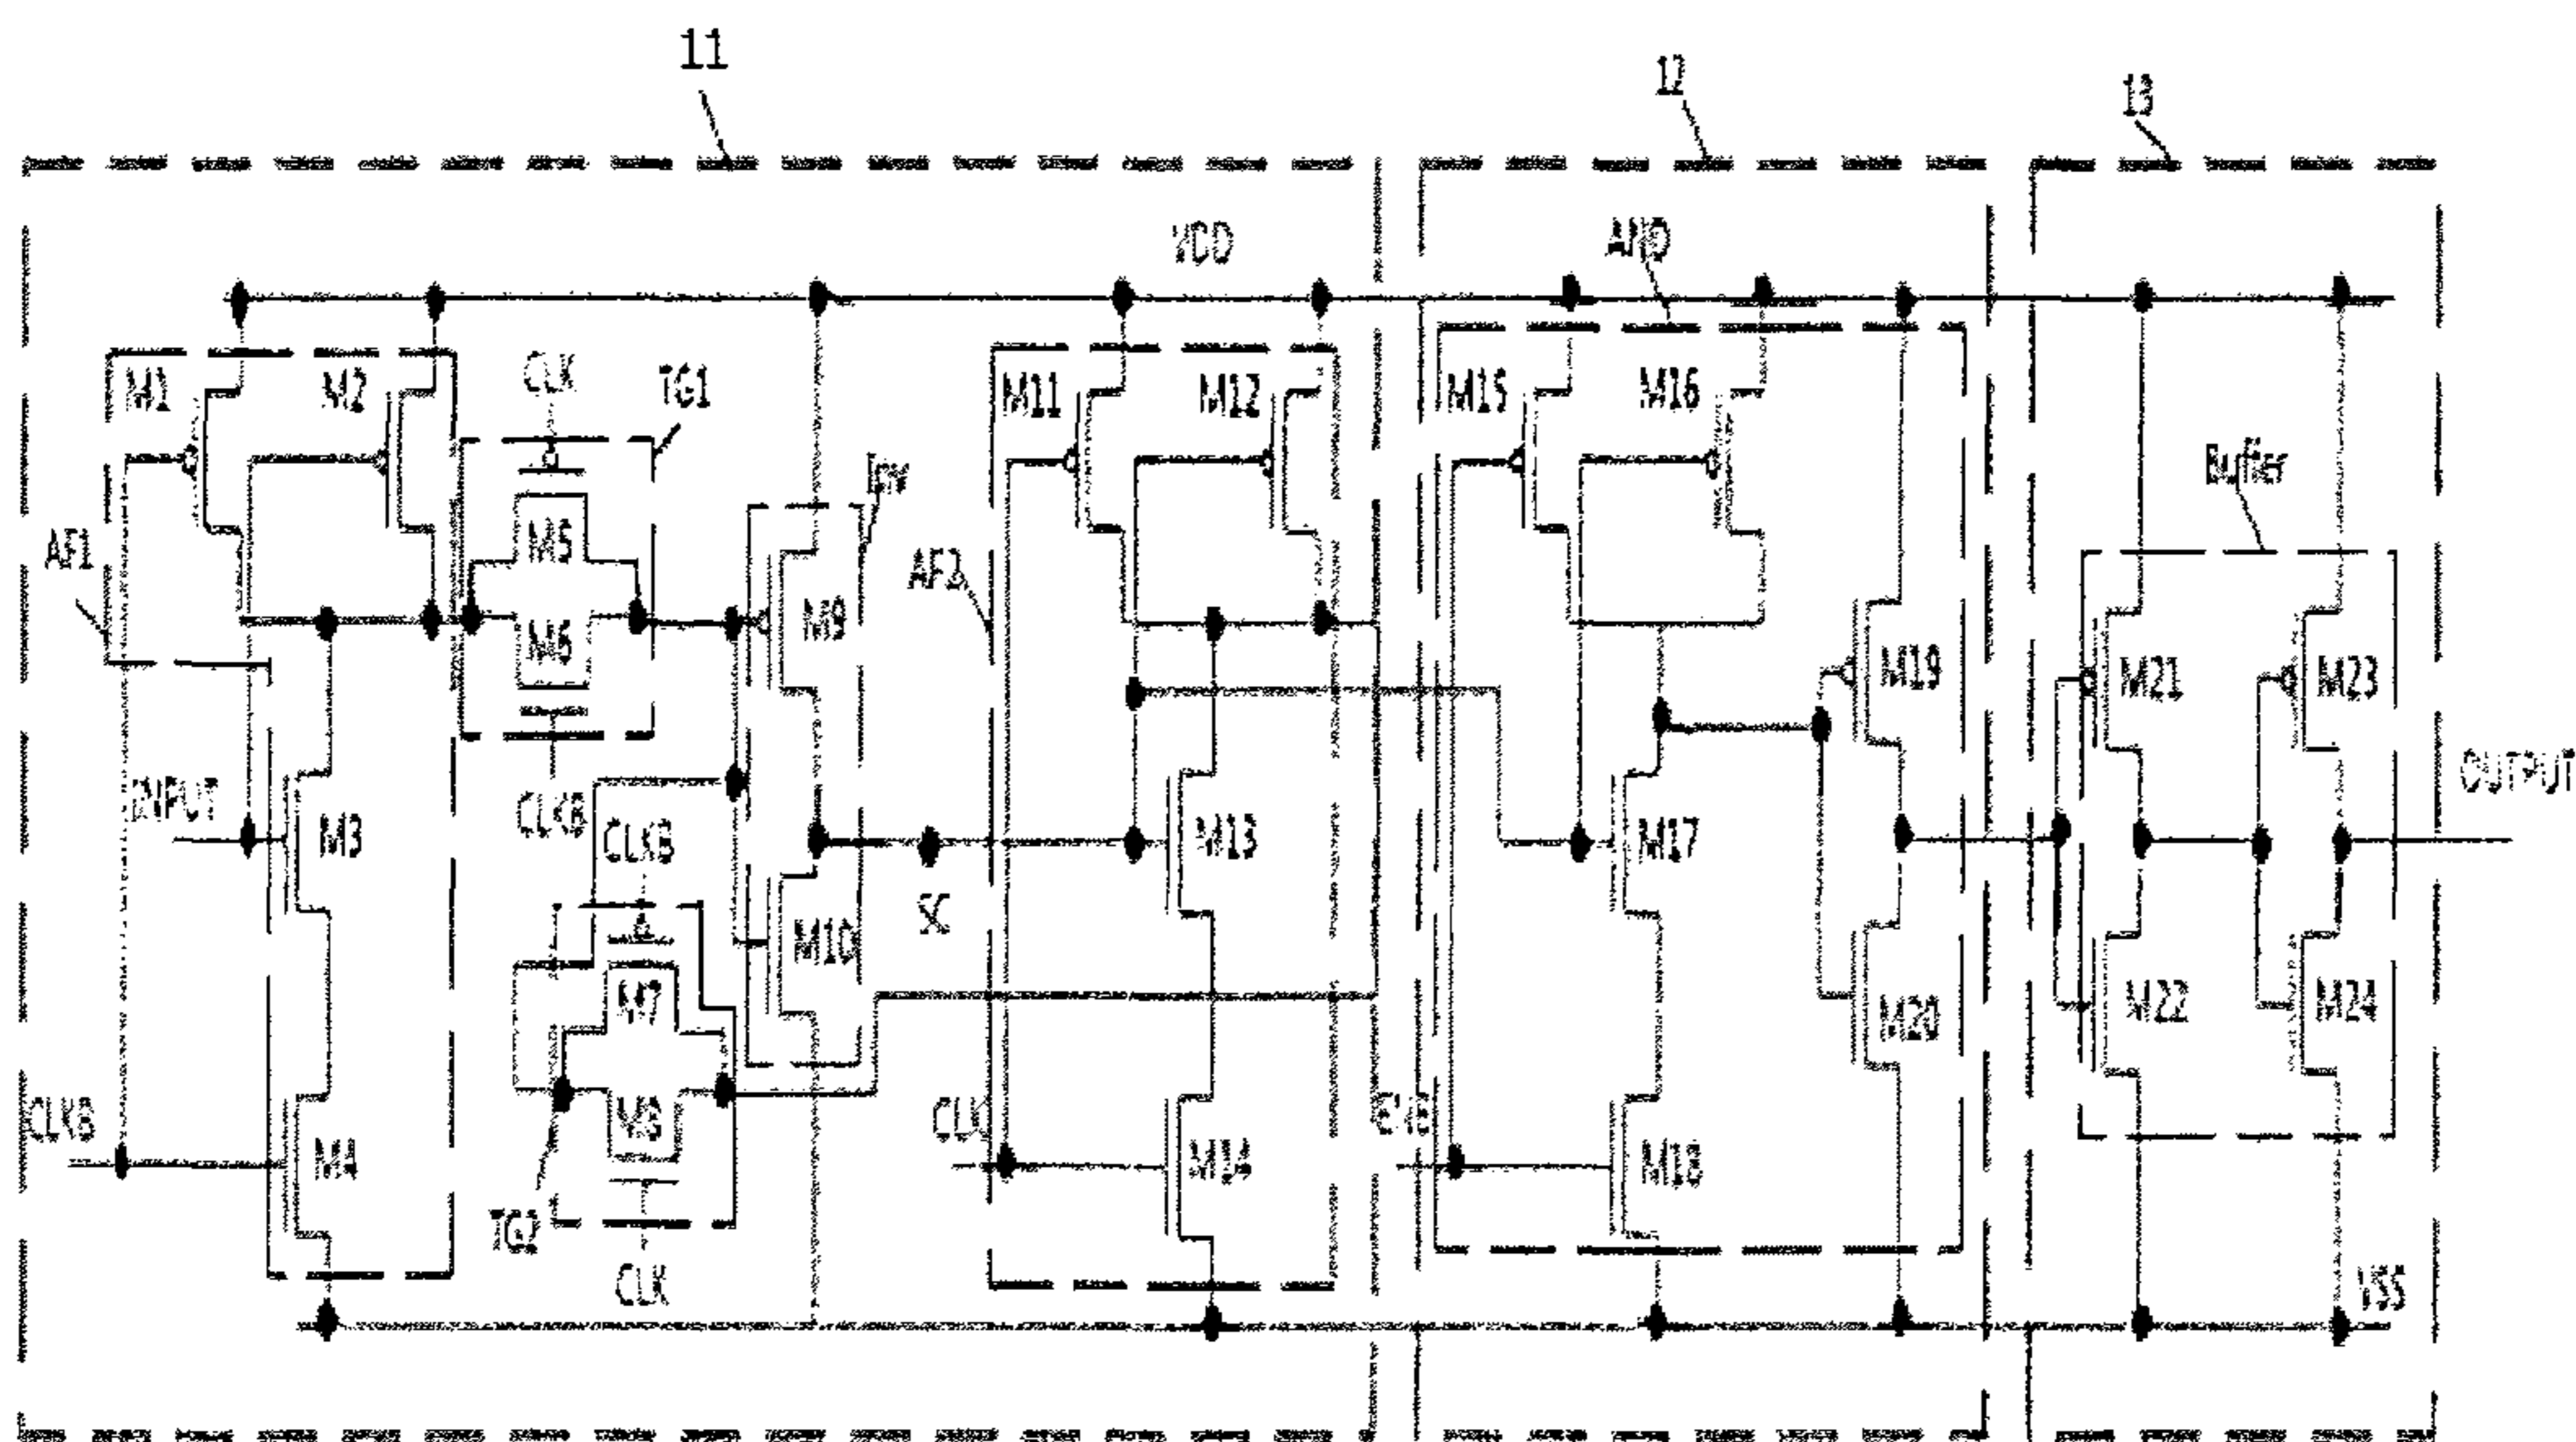 11
12
13
VDD
AND
M1
M2
CLK
TG1
M11
M12
M15
M16
Inv
Buffer
AF1
M5
AF2
M9
M6
M19
M21
M23
INPUT
CLKB
OUTPUT
M3
CLKB
M13
M17
SC
M10
M7
M22
M24
M20
CLKB
M8
CLK
M4
M14
M18
TG2
CLK
VSS